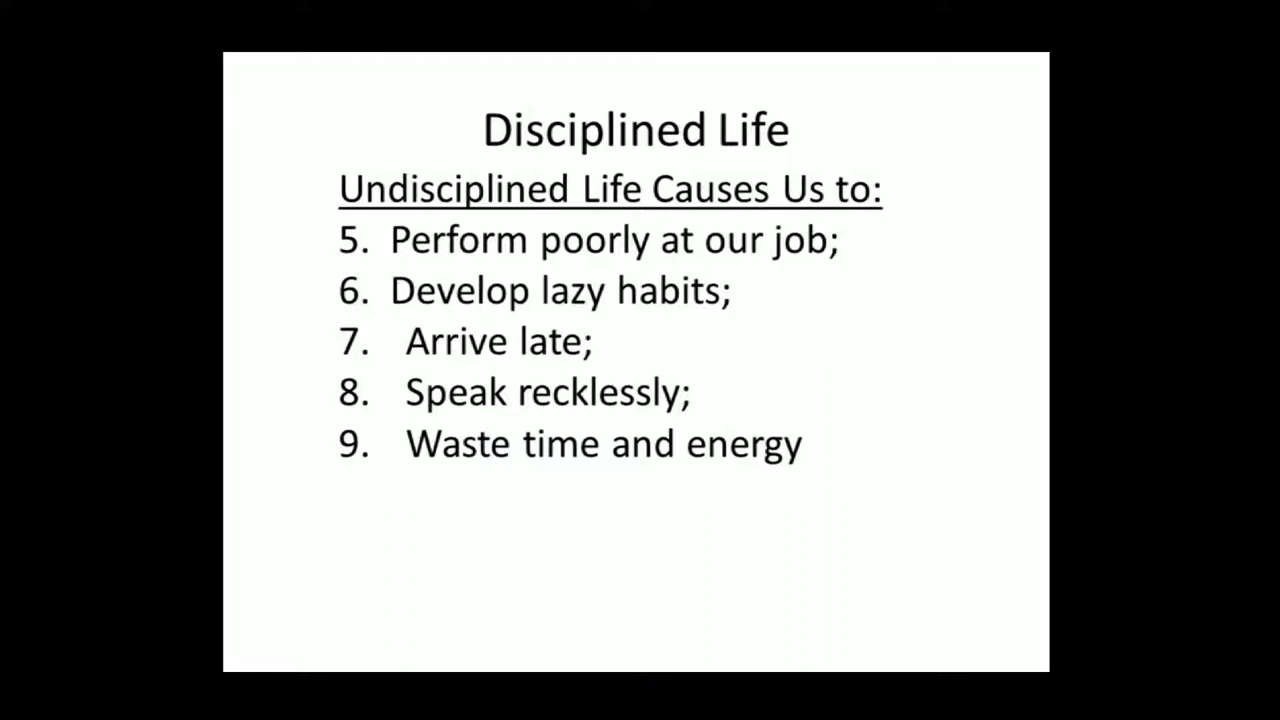 Disciplined Life
Undisciplined Life Causes Us to:
5. Perform poorly at our job;
6. Develop lazy habits;
7. Arrive late;
8. Speak recklessly;
9. Waste time and energy